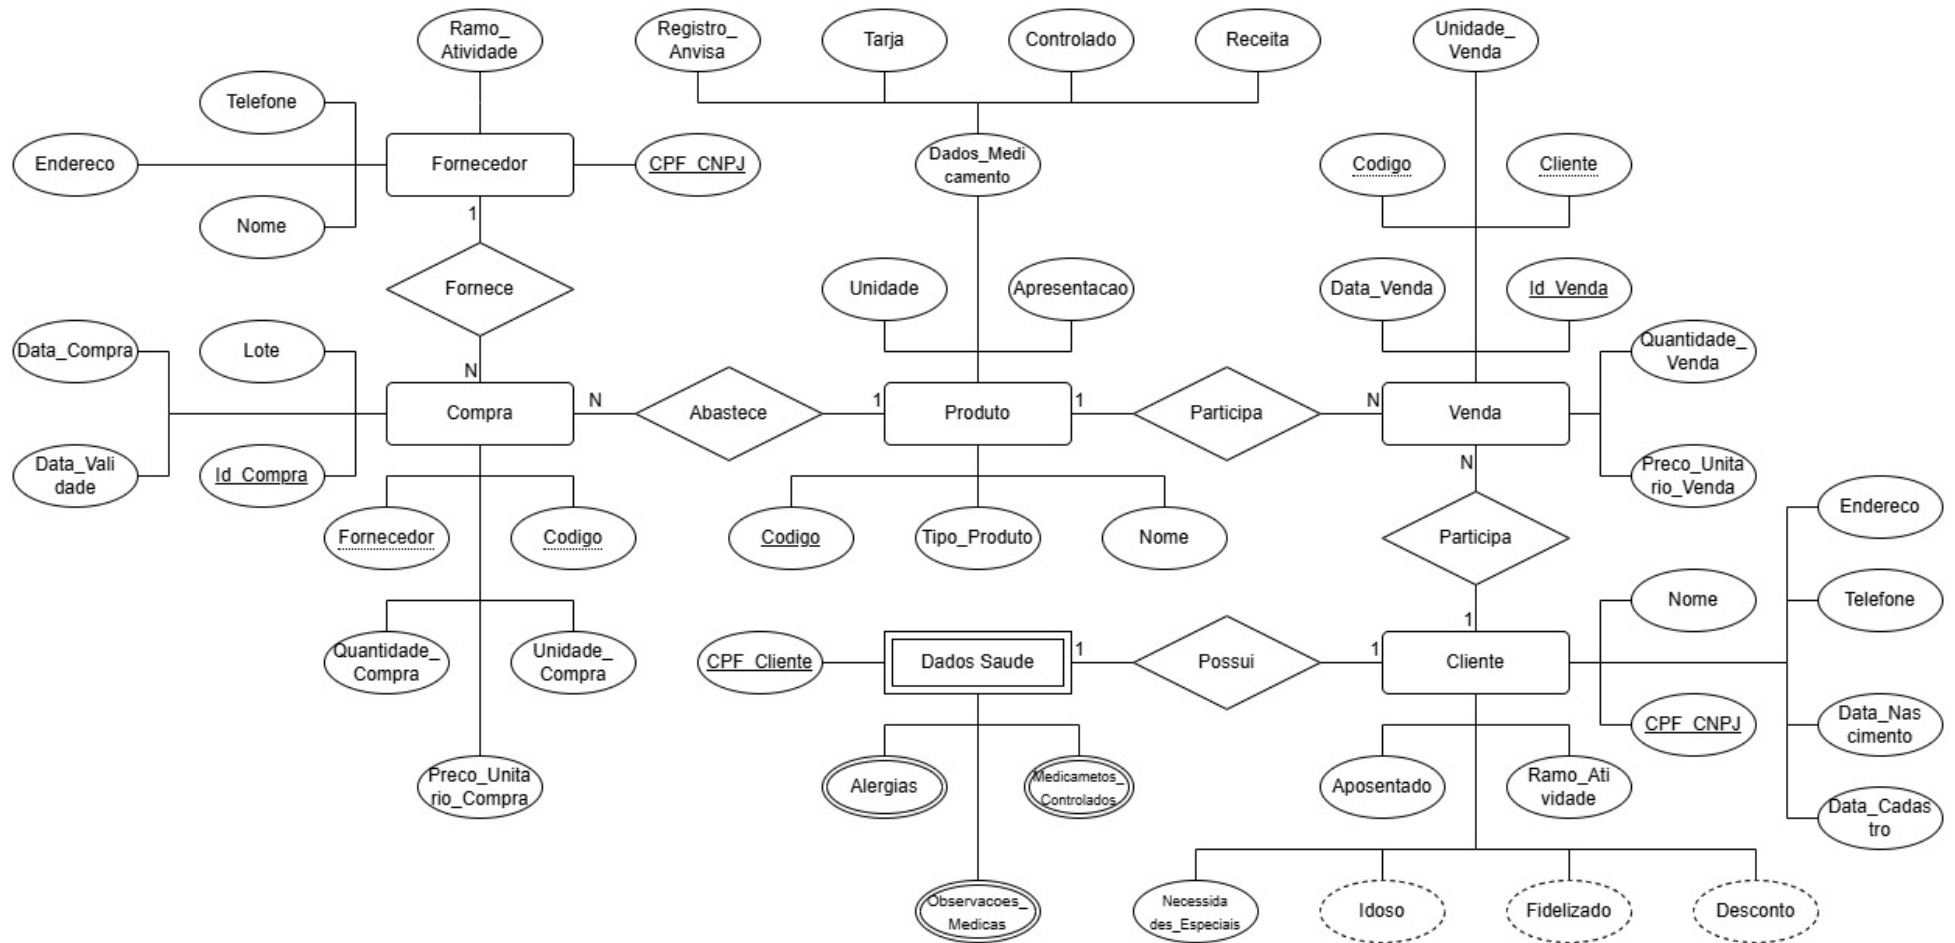 Ramo_
Atividade
Registro_
Anvisa
Tarja
Controlado
Receita
Unidade_
Venda
Telefone
Endereco
Fornecedor
CPF_CNPJ
Dados_Medi
camento
Codigo
Cliente
Nome
1
Fornece
Unidade
Apresentacao
Data_Venda
Id_Venda
Data_Compra
Lote
Quantidade_
Venda
N
Compra
N
Abastece
1
Produto
1
Participa
N
Venda
Data_Vali
dade
Id_Compra
N
Preco_Unita
rio_Venda
Endereco
Fornecedor
Codigo
Codigo
Tipo_Produto
Nome
Participa
Nome
Telefone
1
Quantidade_
Compra
Unidade_
Compra
CPF_Cliente
Dados Saude
1
Possui
1
Cliente
CPF_CNPJ
Data_Nas
cimento
Preco_Unita
rio_Compra
Alergias
Medicametos_
Controlados
Aposentado
Ramo_Ati
vidade
Data_Cadas
tro
Observacoes_
Medicas
Necessida
des_Especiais
Idoso
Fidelizado
Desconto